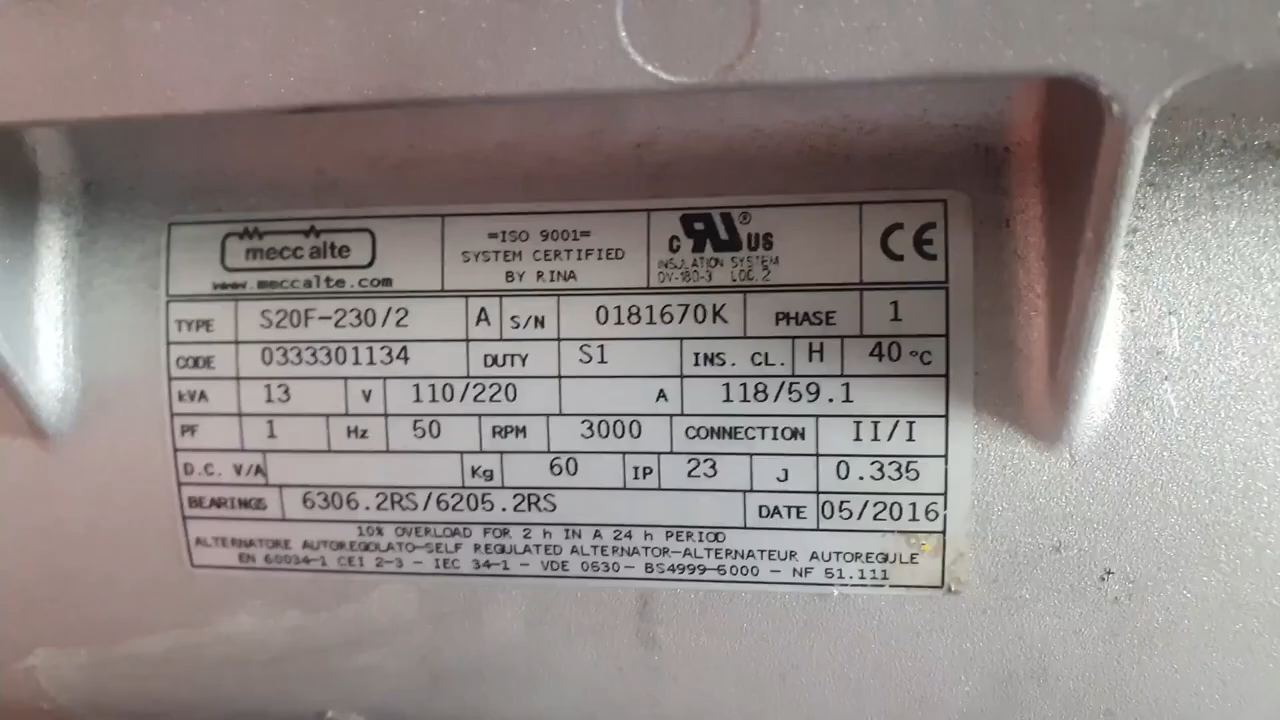 mecc alte
www.meccalte.com
=ISO 9001=
SYSTEM CERTIFIED
BY RINA
c RU ® US
INSULATION SYSTEM
OY-180-3 LOC.2
CE
TYPE S20F-230/2 A S/N 0181670K PHASE 1
CODE 0333301134 DUTY S1 INS. CL. H 40 °C
kVA 13 V 110/220 A 118/59.1
PF 1 Hz 50 RPM 3000 CONNECTION II/I
D.C. V/A Kg 60 IP 23 J 0.335
BEARINGS 6306.2RS/6205.2RS DATE 05/2016
10% OVERLOAD FOR 2 h IN A 24 h PERIOD
ALTERNATORE AUTOREGOLATO-SELF REGULATED ALTERNATOR-ALTERNATEUR AUTOREGULE
EN 60034-1 CEI 2-3 - IEC 34-1 - VDE 0530- BS4999-5000 - NF 51.111